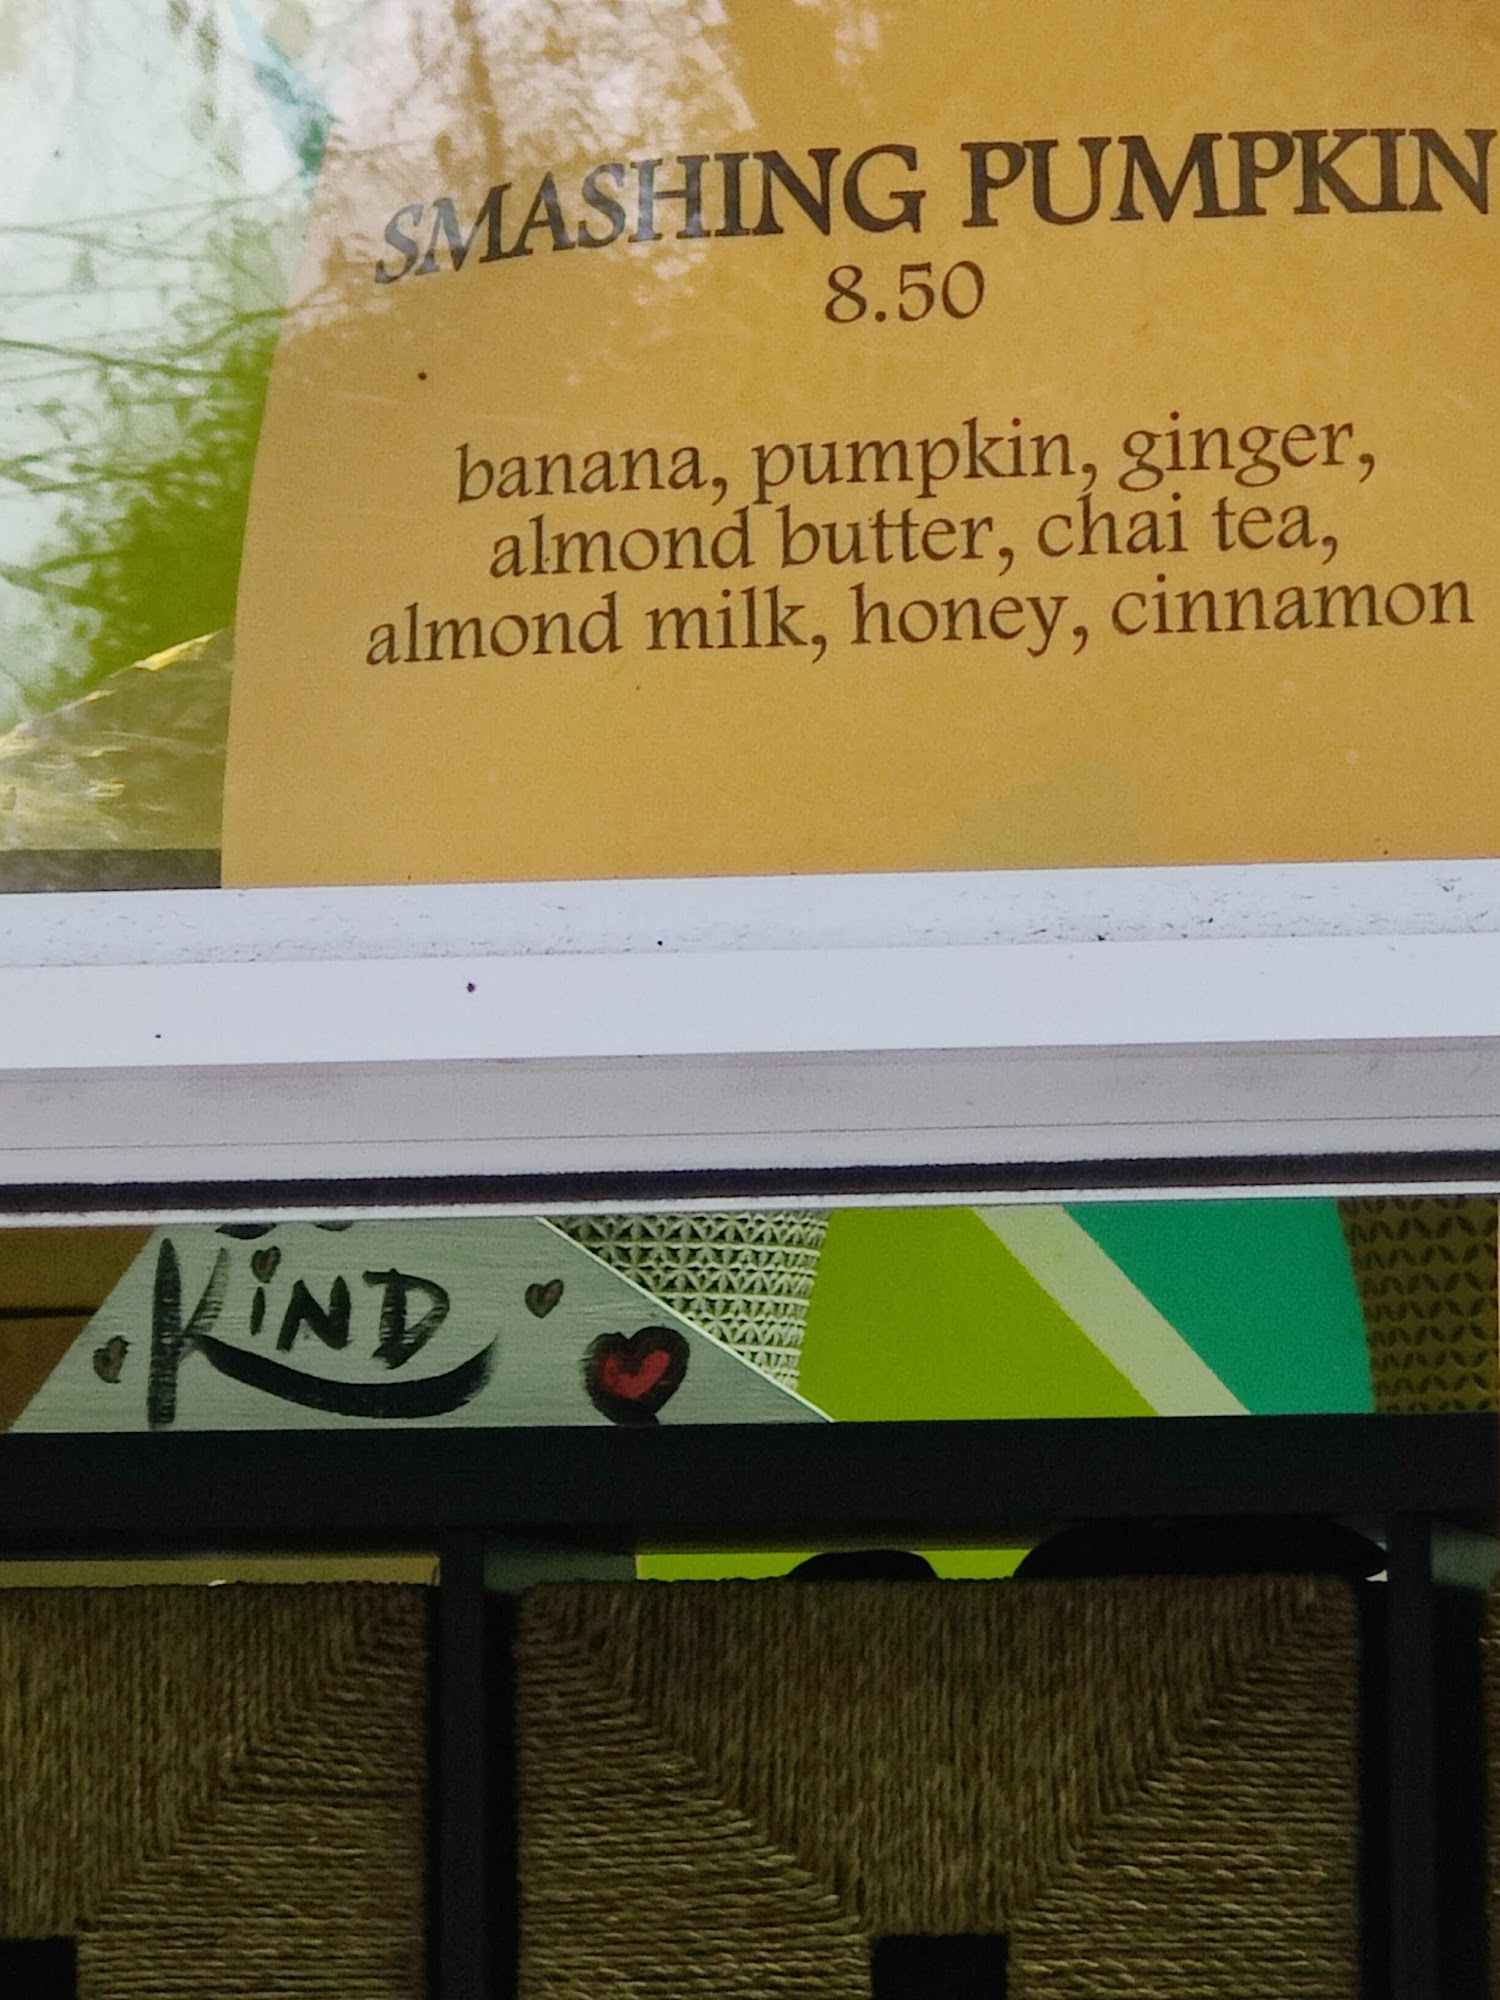 SMASHING PUMPKIN
8.50
banana, pumpkin, ginger,
almond butter, chai tea,
almond milk, honey, cinnamon
KiND